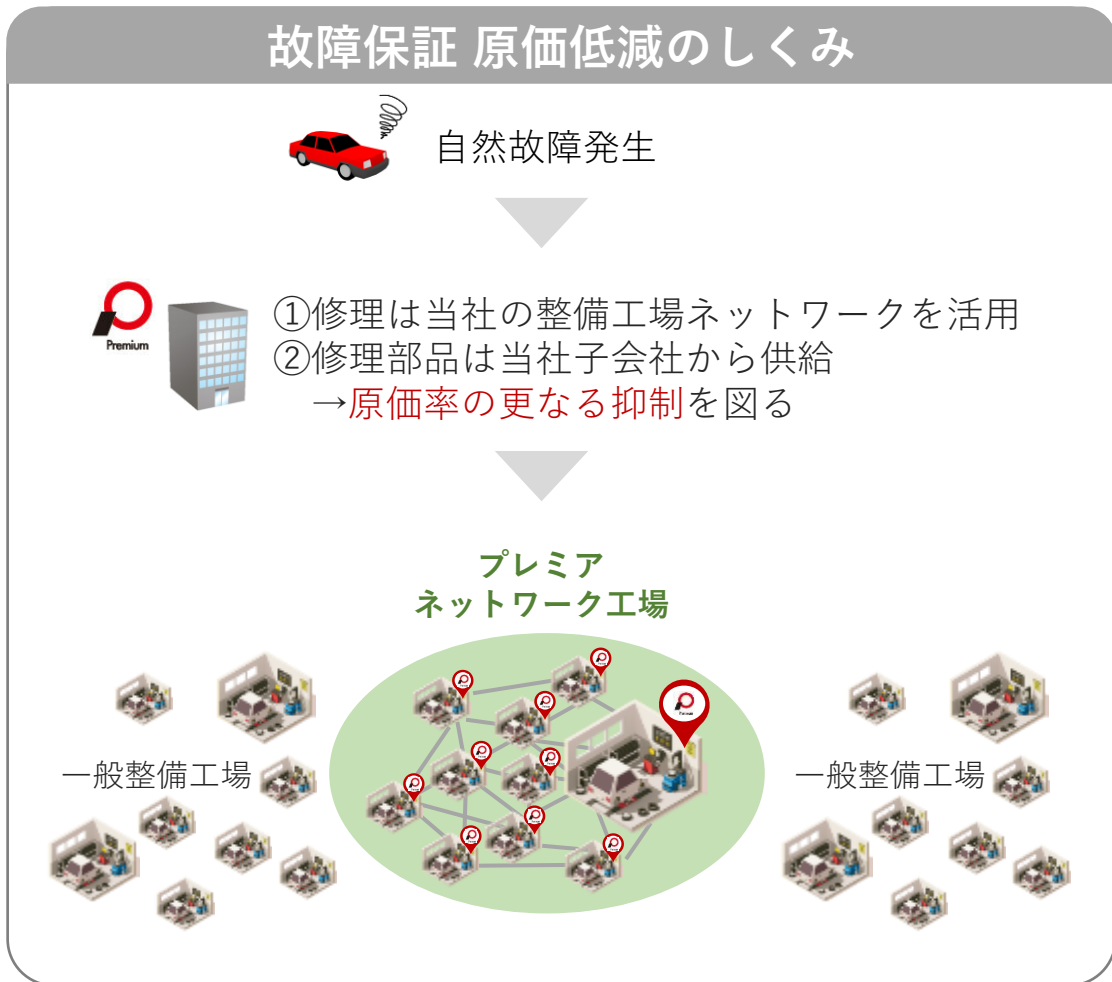 故障保証 原価低減のしくみ
自然故障発生
Premium
①修理は当社の整備工場ネットワークを活用
②修理部品は当社子会社から供給
→原価率の更なる抑制を図る
プレミア
ネットワーク工場
Premium
一般整備工場
一般整備工場